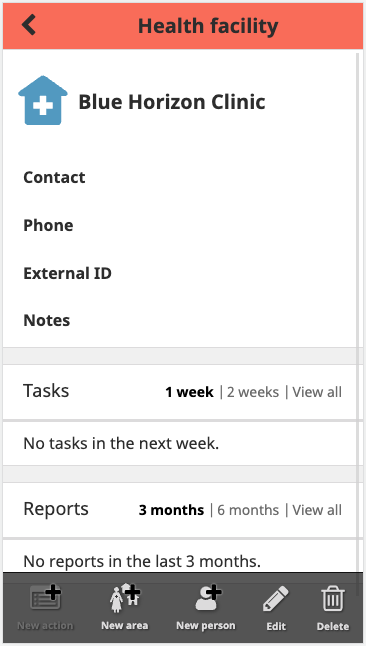 Health facility
Blue Horizon Clinic
Contact
Phone
External ID
Notes
Tasks 1 week | 2 weeks | View all
No tasks in the next week.
Reports 3 months | 6 months | View all
No reports in the last 3 months.
New action New area New person Edit Delete